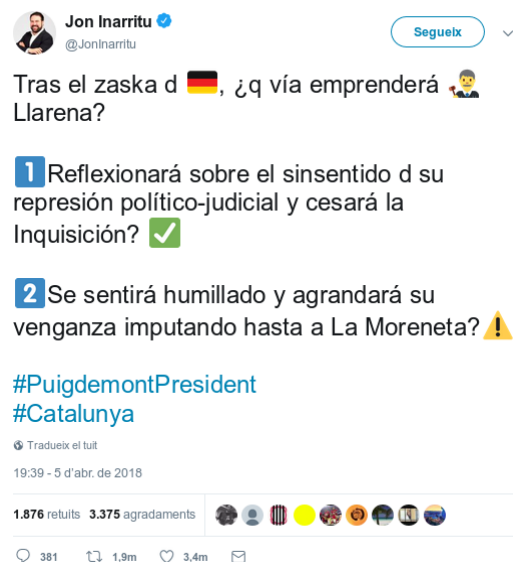 Jon Inarritu
@JonInarritu
Segueix
Tras el zaska d 🇩🇪, ¿q vía emprenderá 👨‍⚖️
Llarena?
1️⃣Reflexionará sobre el sinsentido d su
represión político-judicial y cesará la
Inquisición? ✅
2️⃣Se sentirá humillado y agrandará su
venganza imputando hasta a La Moreneta?⚠️
#PuigdemontPresident
#Catalunya
Tradueix el tuit
19:39 - 5 d'abr. de 2018
1.876 retuits 3.375 agradaments
381 1,9m 3,4m